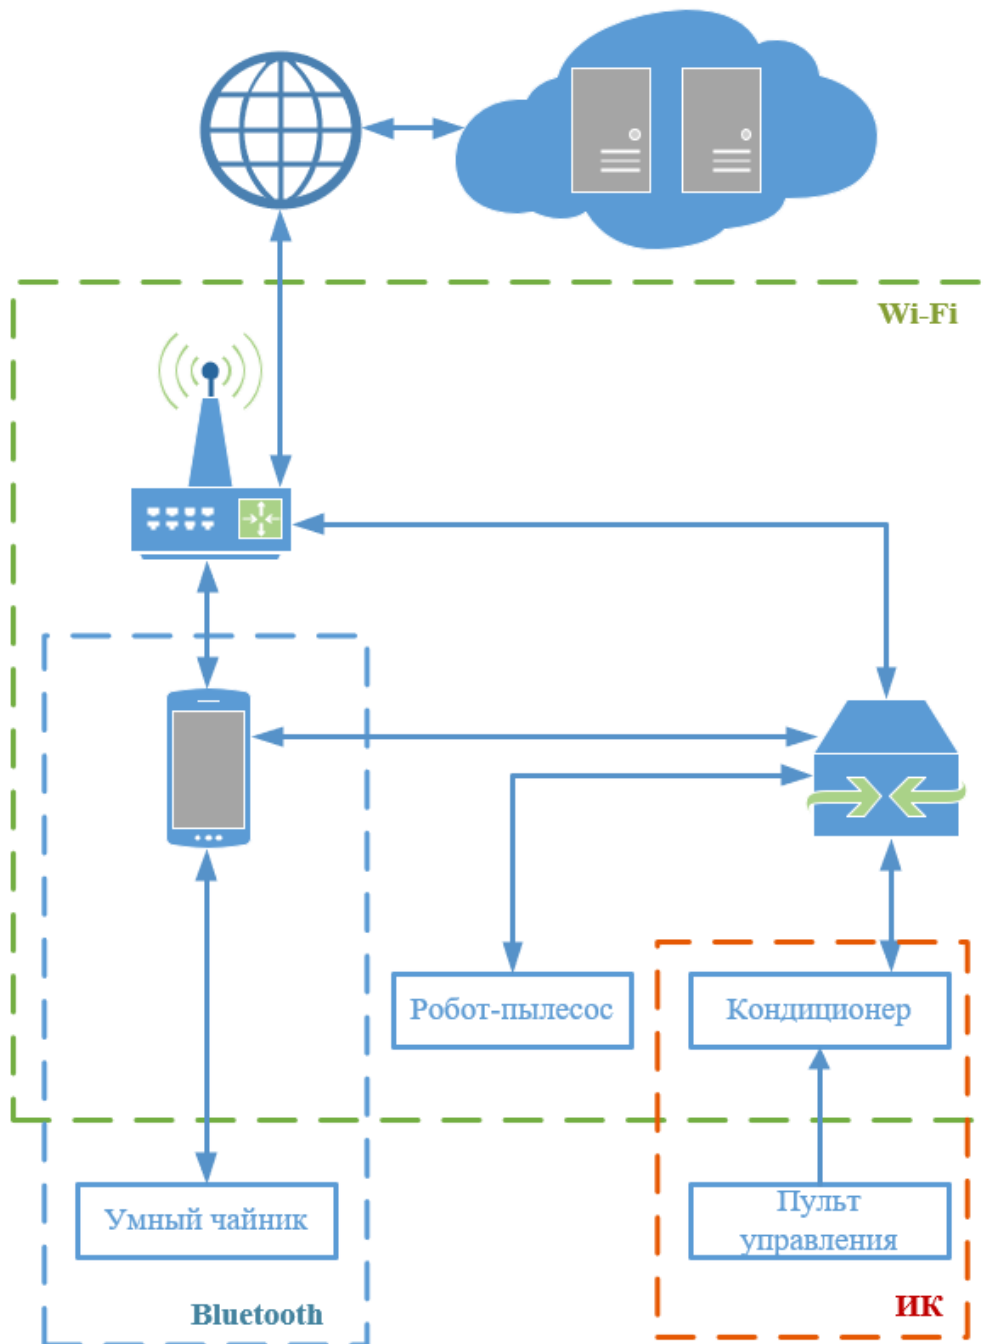 Wi-Fi
Робот-пылесос
Кондиционер
Умный чайник
Пульт
управления
Bluetooth
ИК